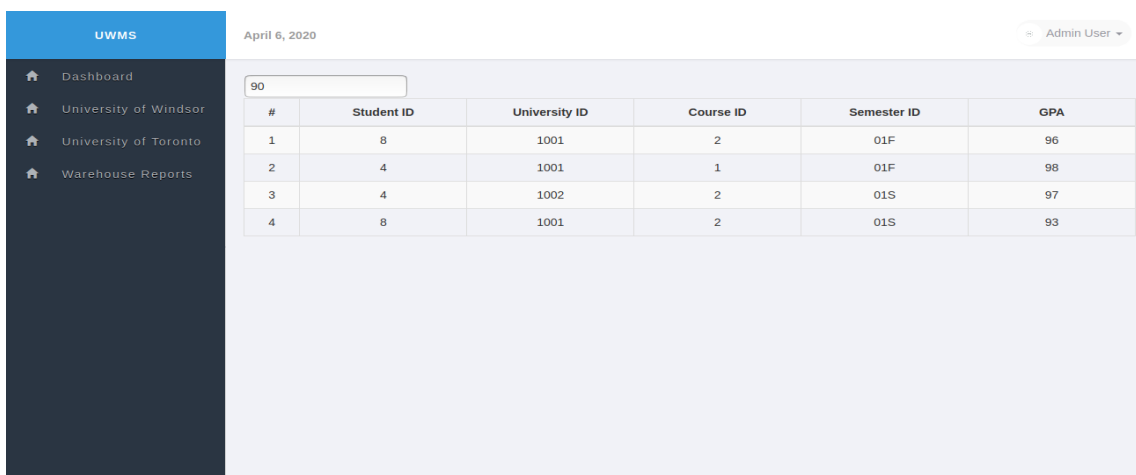 UWMS
April 6, 2020
Admin User
Dashboard
University of Windsor
University of Toronto
Warehouse Reports
90
# Student ID University ID Course ID Semester ID GPA
1 8 1001 2 01F 96
2 4 1001 1 01F 98
3 4 1002 2 01S 97
4 8 1001 2 01S 93